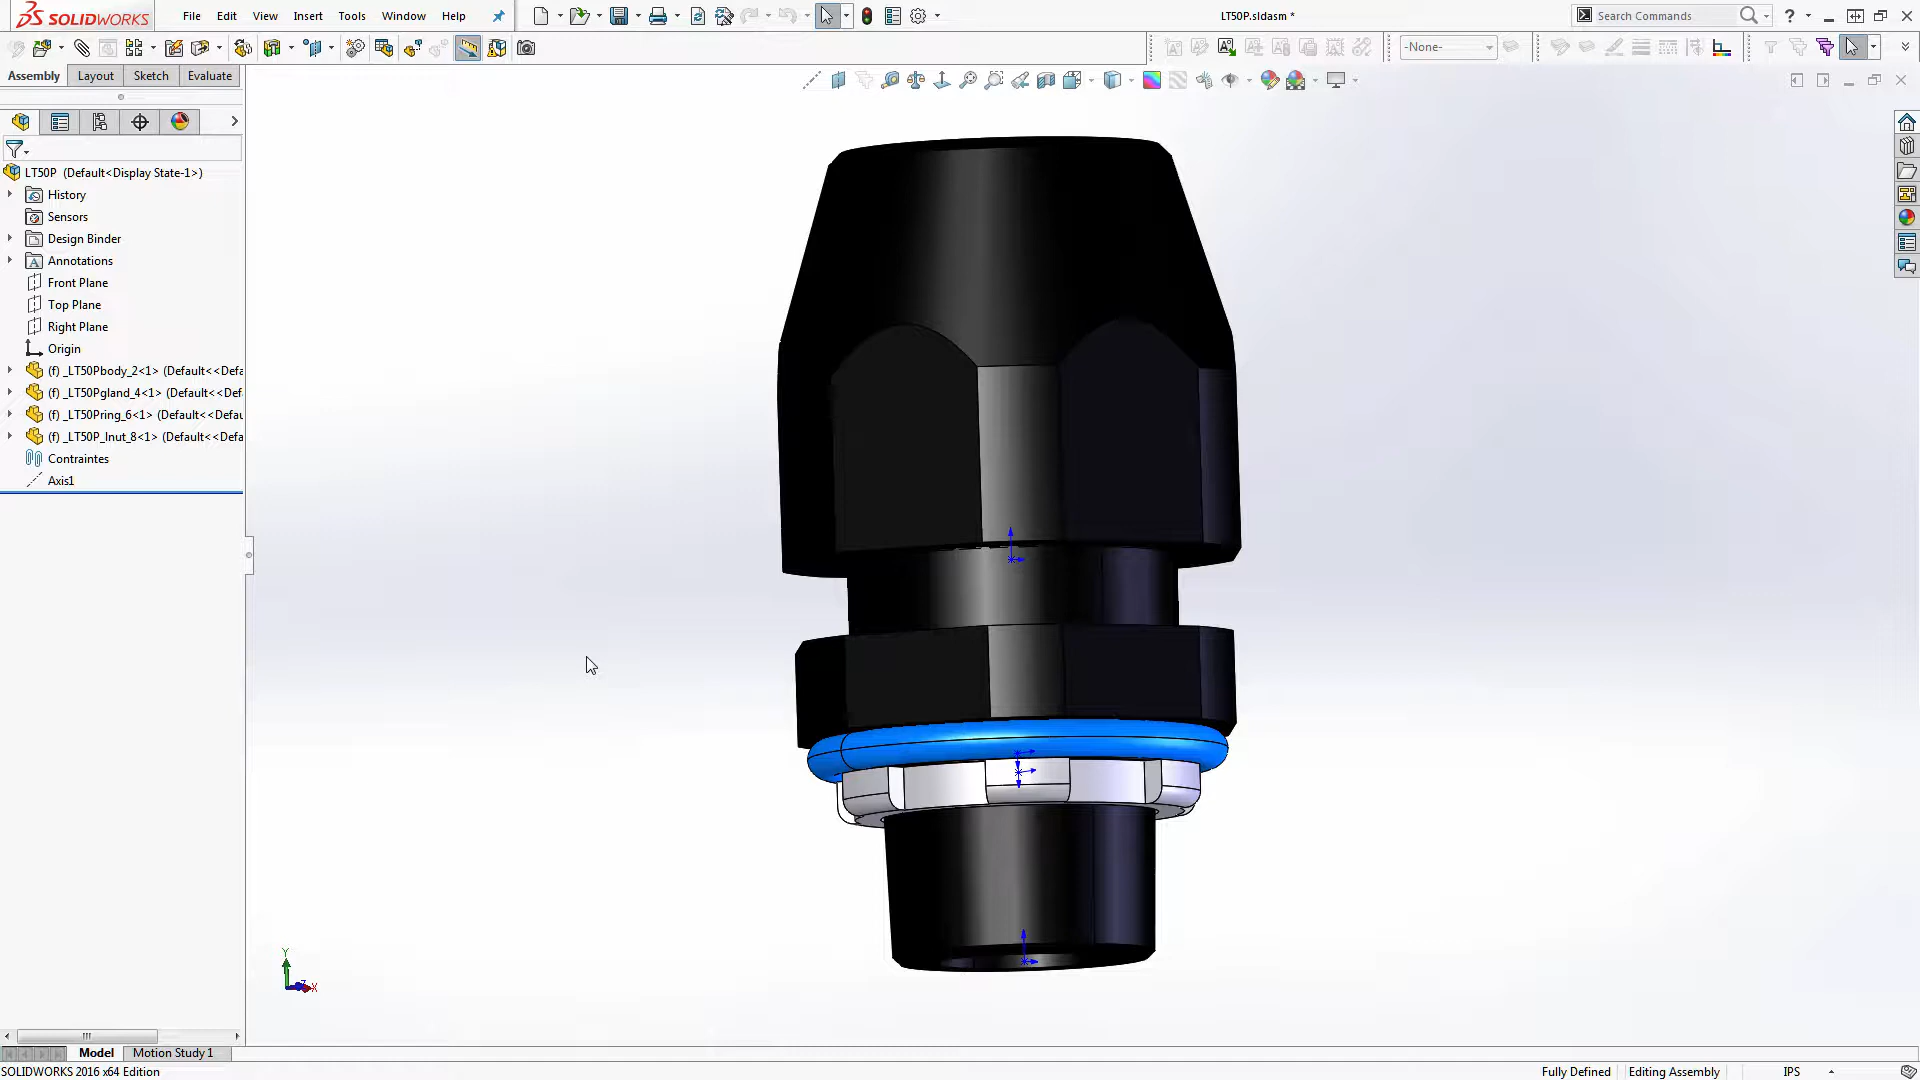 SOLIDWORKS File Edit View Insert Tools Window Help LT50P.sldasm * Search Commands
-None-
Assembly Layout Sketch Evaluate
LT50P (Default<Display State-1>)
History
Sensors
Design Binder
Annotations
Front Plane
Top Plane
Right Plane
Origin
(f) _LT50Pbody_2<1> (Default<<Defa
(f) _LT50Pgland_4<1> (Default<<Def
(f) _LT50Pring_6<1> (Default<<Defau
(f) _LT50P_lnut_8<1> (Default<<Defa
Contraintes
Axis1
Y
Z X
Model Motion Study 1
SOLIDWORKS 2016 x64 Edition Fully Defined Editing Assembly IPS